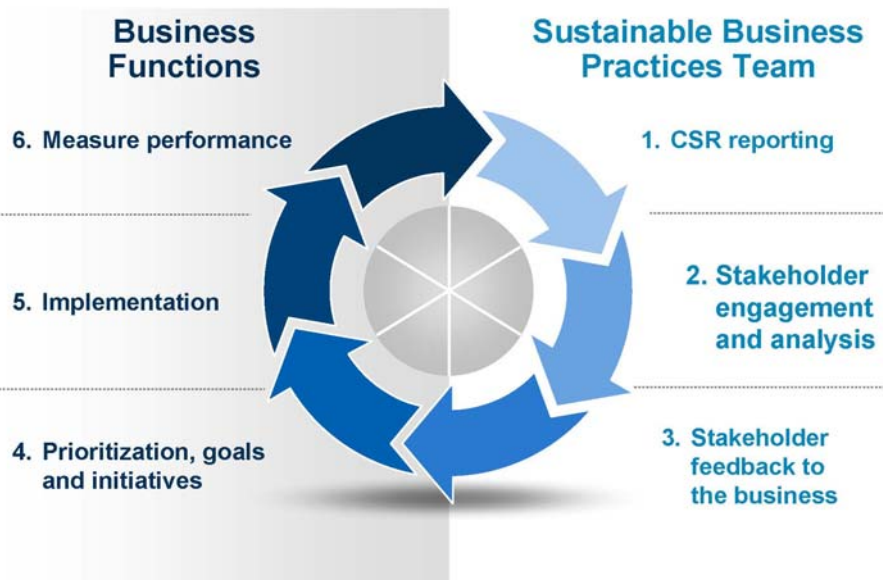 Business
Functions
6. Measure performance
5. Implementation
4. Prioritization, goals
and initiatives
Sustainable Business
Practices Team
1. CSR reporting
2. Stakeholder
engagement
and analysis
3. Stakeholder
feedback to
the business